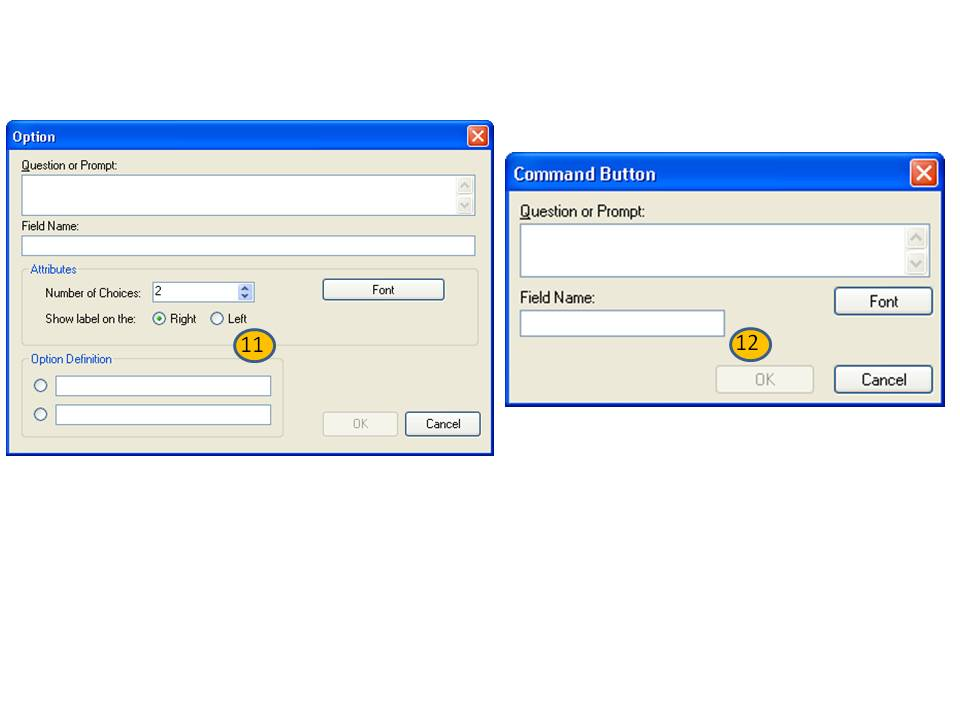 Option
Question or Prompt:
Field Name:
Attributes
Number of Choices: 2 Font
Show label on the: Right Left
11
Option Definition
OK Cancel
Command Button
Question or Prompt:
Field Name: Font
12
OK Cancel